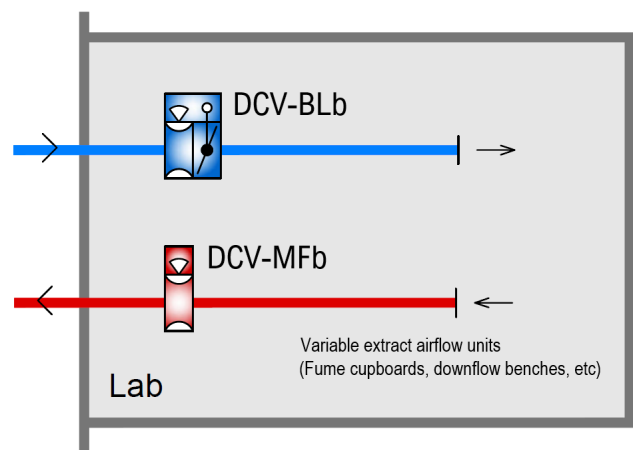 DCV-BLb
DCV-MFb
Variable extract airflow units
(Fume cupboards, downflow benches, etc)
Lab